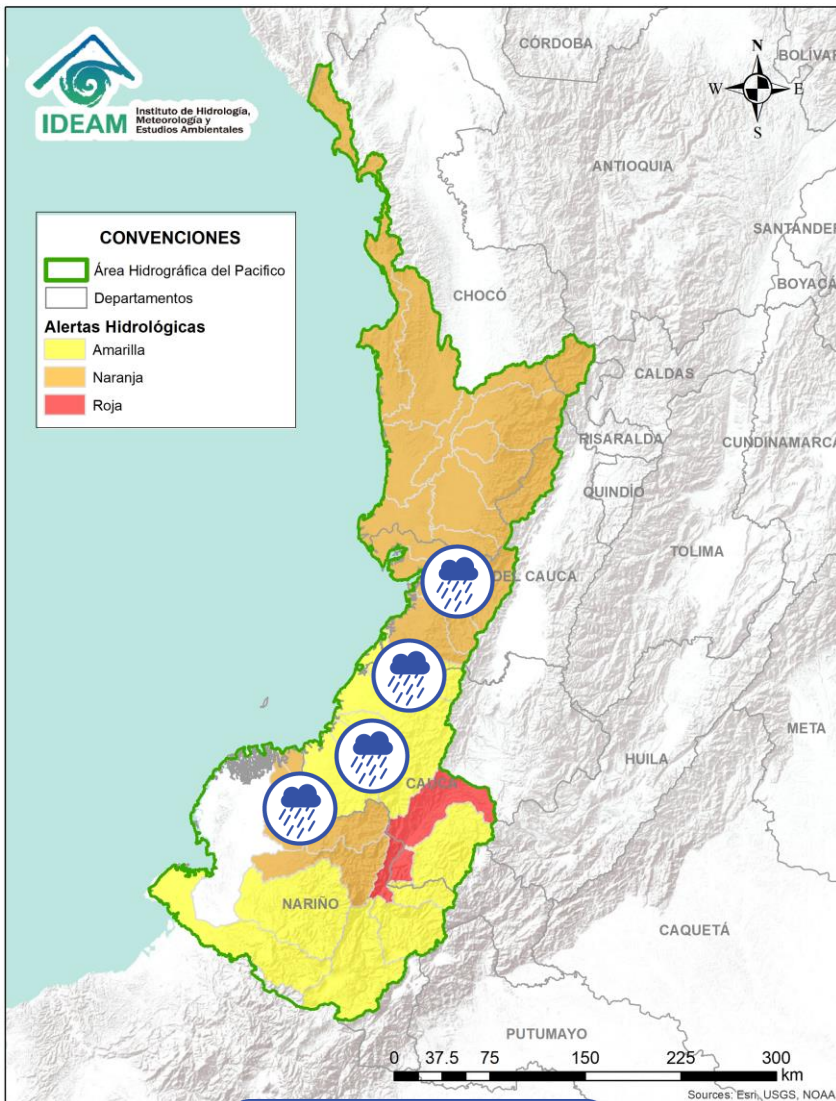 IDEAM
Instituto de Hidrología,
Meteorología y
Estudios Ambientales
CÓRDOBA
BOLÍVAR
N
W
E
S
ANTIOQUIA
SANTANDER
BOYACÁ
CONVENCIONES
Área Hidrográfica del Pacifico
Departamentos
Alertas Hidrológicas
Amarilla
Naranja
Roja
CHOCÓ
CALDAS
RISARALDA
CUNDINAMARCA
QUINDÍO
TOLIMA
DEL CAUCA
META
HUILA
CAUCA
NARIÑO
CAQUETÁ
PUTUMAYO
0 37.5 75 150 225 300
km
Sources: Esri, USGS, NOAA